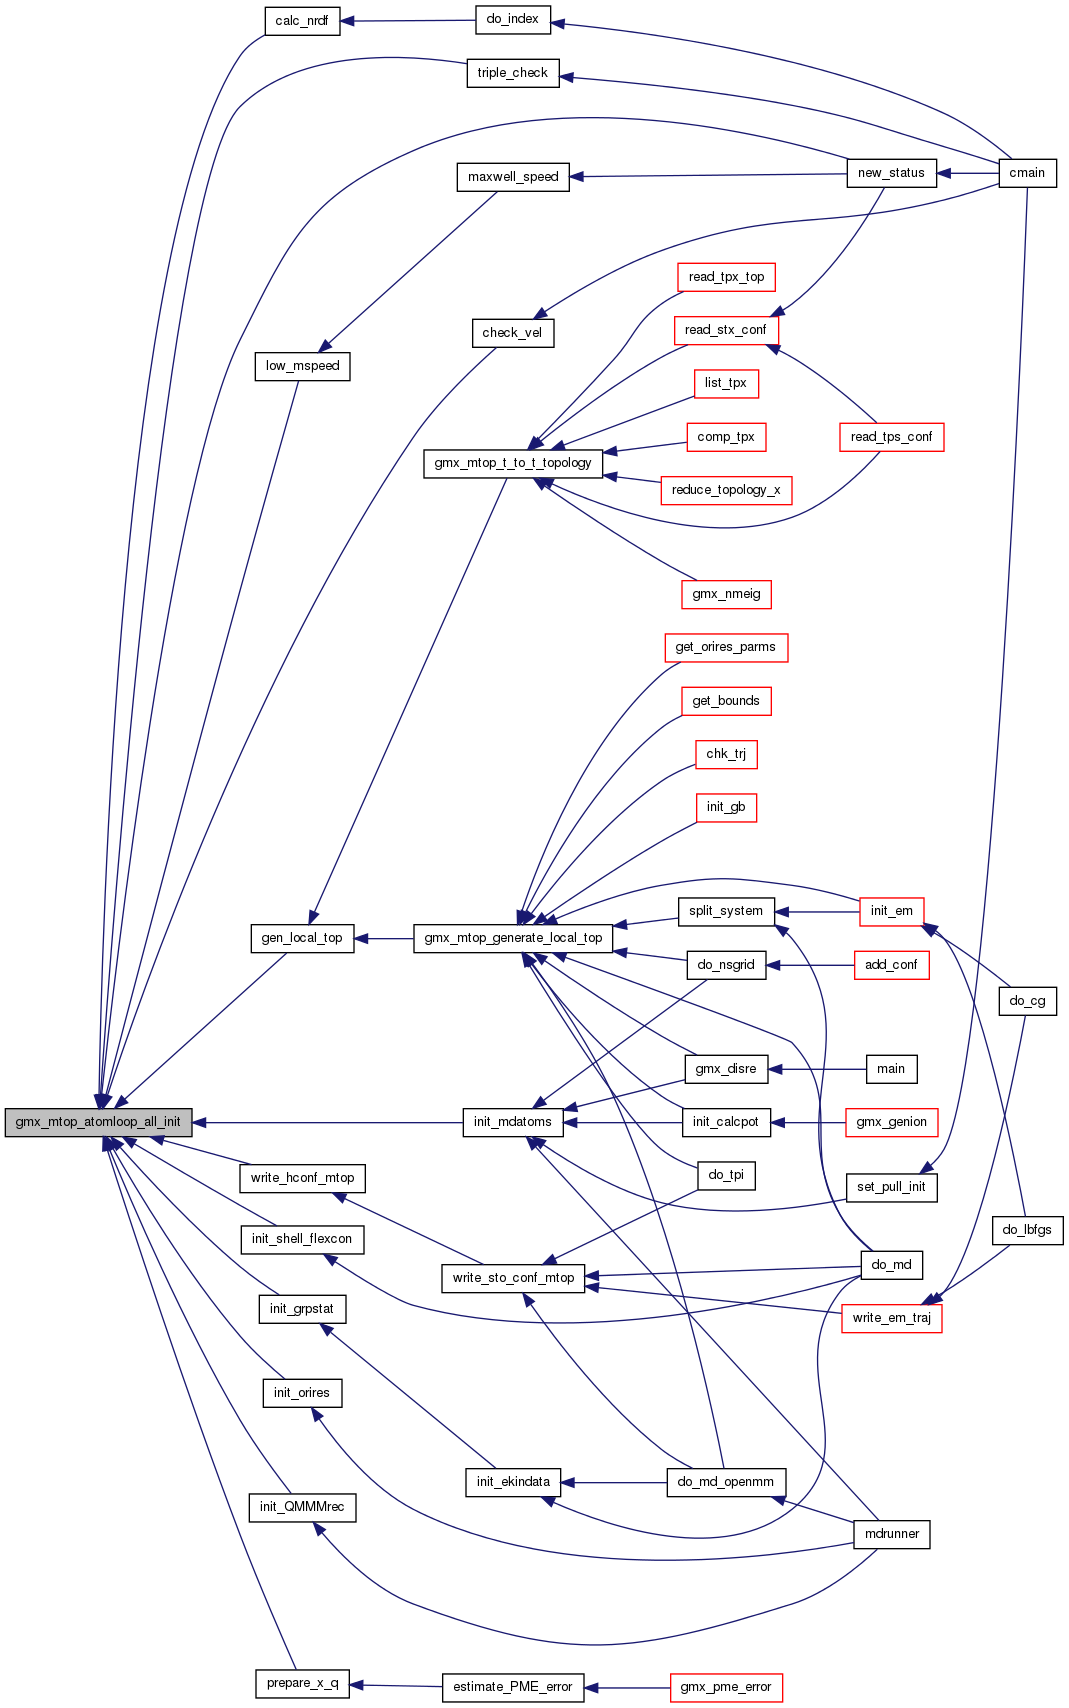 calc_nrdf
do_index
triple_check
maxwell_speed
new_status
cmain
read_tpx_top
check_vel
read_stx_conf
low_mspeed
list_tpx
comp_tpx
read_tps_conf
gmx_mtop_t_to_t_topology
reduce_topology_x
gmx_nmeig
get_orires_parms
get_bounds
chk_trj
init_gb
split_system
init_em
gen_local_top
gmx_mtop_generate_local_top
do_nsgrid
add_conf
do_cg
gmx_disre
main
gmx_mtop_atomloop_all_init
init_mdatoms
init_calcpot
gmx_genion
write_hconf_mtop
do_tpi
set_pull_init
init_shell_flexcon
do_lbfgs
write_sto_conf_mtop
do_md
init_grpstat
write_em_traj
init_orires
init_ekindata
do_md_openmm
init_QMMMrec
mdrunner
prepare_x_q
estimate_PME_error
gmx_pme_error